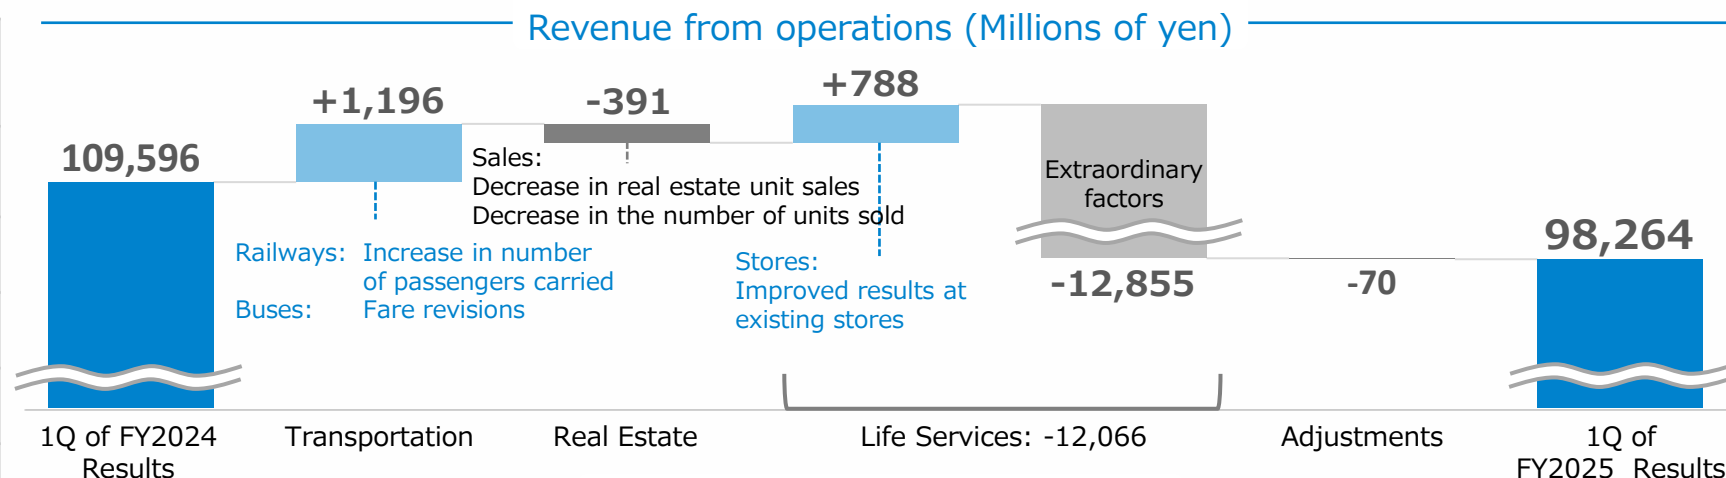 Revenue from operations (Millions of yen)
109,596
+1,196
-391
+788
Extraordinary
factors
-12,855
-70
98,264
Railways: Increase in number
of passengers carried
Buses: Fare revisions
Sales:
Decrease in real estate unit sales
Decrease in the number of units sold
Stores:
Improved results at
existing stores
1Q of FY2024
Results
Transportation
Real Estate
Life Services: -12,066
Adjustments
1Q of
FY2025 Results